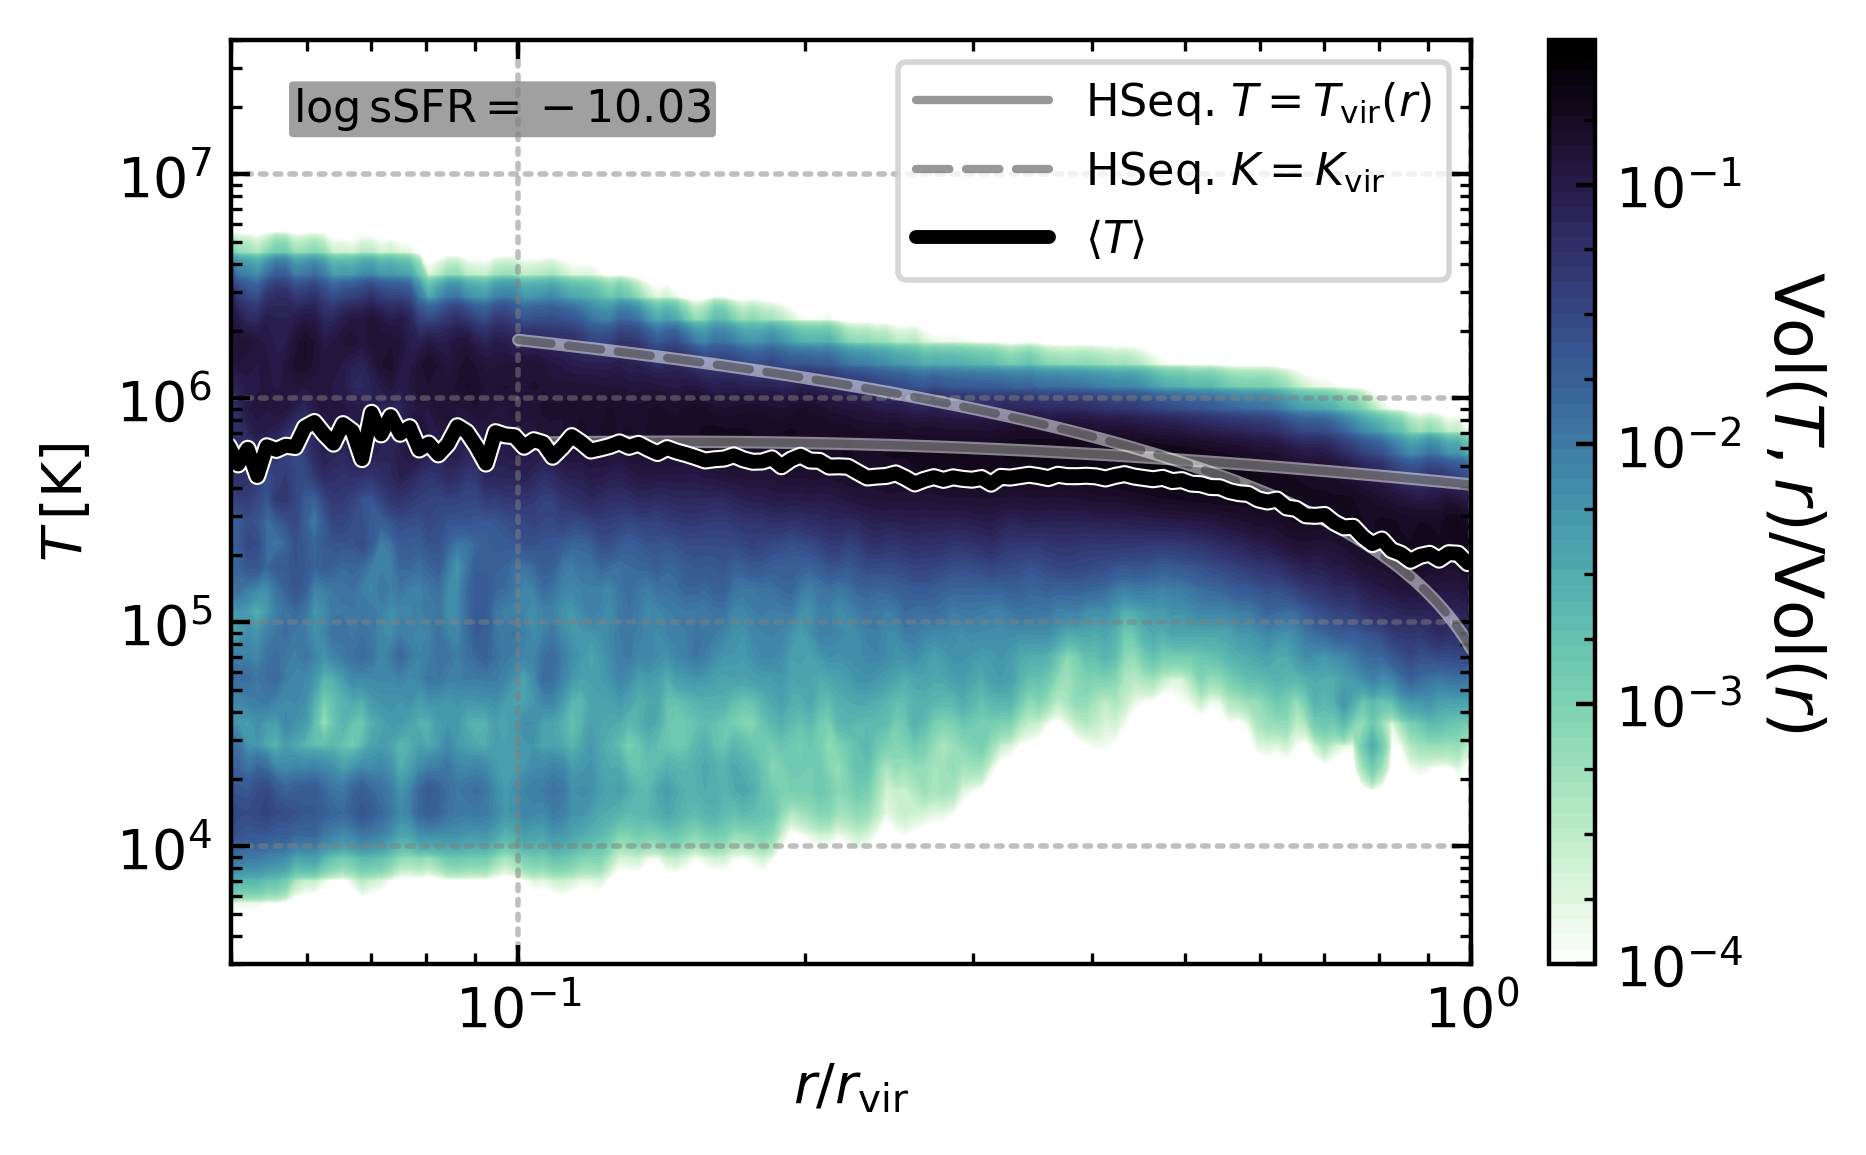 log sSFR = −10.03
HSeq. T = T_vir(r)
HSeq. K = K_vir
⟨T⟩
T [K]
10^7
10^6
10^5
10^4
10^−1
10^0
r/r_vir
10^−1
10^−2
10^−3
10^−4
Vol(T, r)/Vol(r)